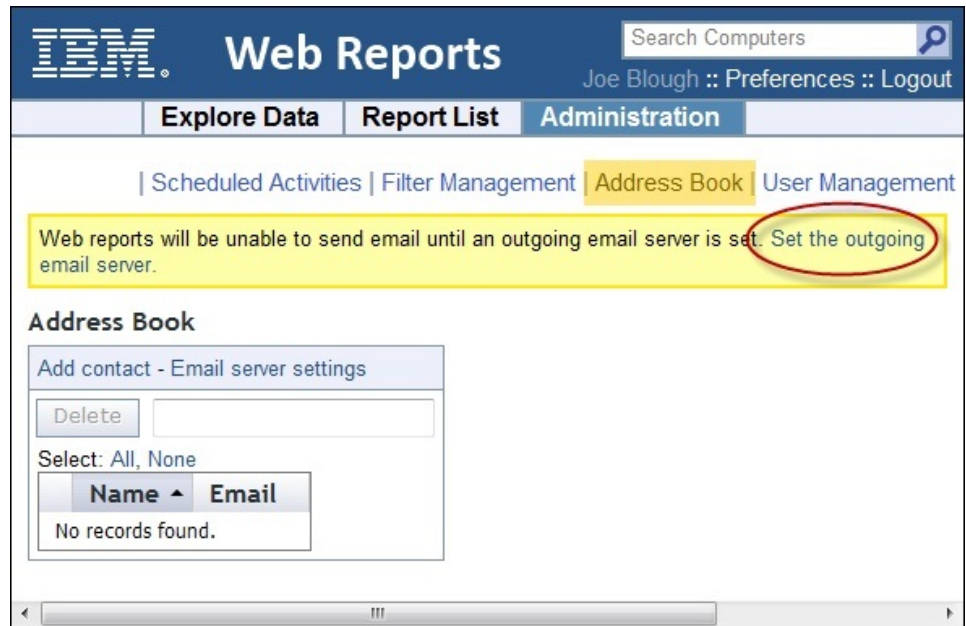 IBM. Web Reports
Search Computers
Joe Blough :: Preferences :: Logout
Explore Data Report List Administration
| Scheduled Activities | Filter Management | Address Book | User Management
Web reports will be unable to send email until an outgoing email server is set. Set the outgoing
email server.
Address Book
Add contact - Email server settings
Delete
Select: All, None
Name Email
No records found.